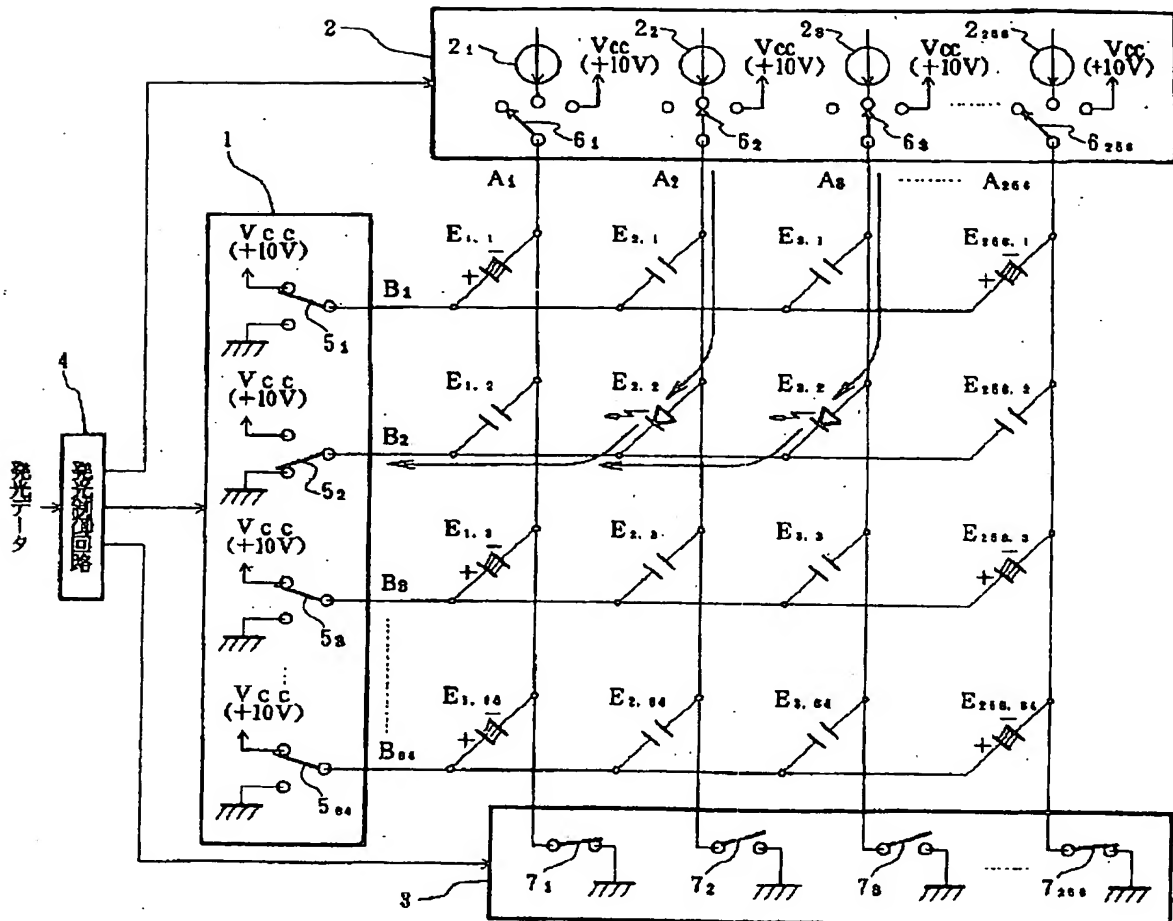 2
2₁
2₂
2₃
2₂₅₆
Vcc
(+10V)
Vcc
(+10V)
Vcc
(+10V)
Vcc
(+10V)
6₁
6₂
6₃
6₂₅₆
1
A₁
A₂
A₃
A₂₅₆
Vcc
(+10V)
E₁,₁
E₂,₁
E₃,₁
E₂₅₆,₁
+
−
+
−
B₁
5₁
4
Vcc
(+10V)
E₁,₂
E₂,₂
E₃,₂
E₂₅₆,₂
B₂
5₂
発光データ
発光制御回路
Vcc
(+10V)
E₁,₃
E₂,₃
E₃,₃
E₂₅₆,₃
+
−
+
−
B₃
5₃
Vcc
(+10V)
E₁,₆₄
E₂,₆₄
E₃,₆₄
E₂₅₆,₆₄
+
−
+
−
B₆₄
5₆₄
7₁
7₂
7₃
7₂₅₆
3